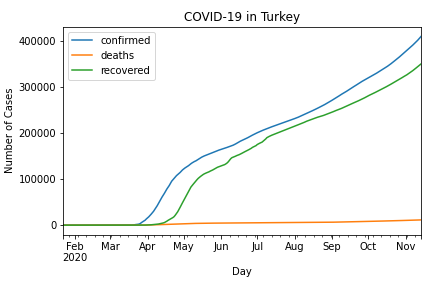 COVID-19 in Turkey
confirmed
deaths
recovered
Number of Cases
400000
300000
200000
100000
0
Feb Mar Apr May Jun Jul Aug Sep Oct Nov
2020
Day